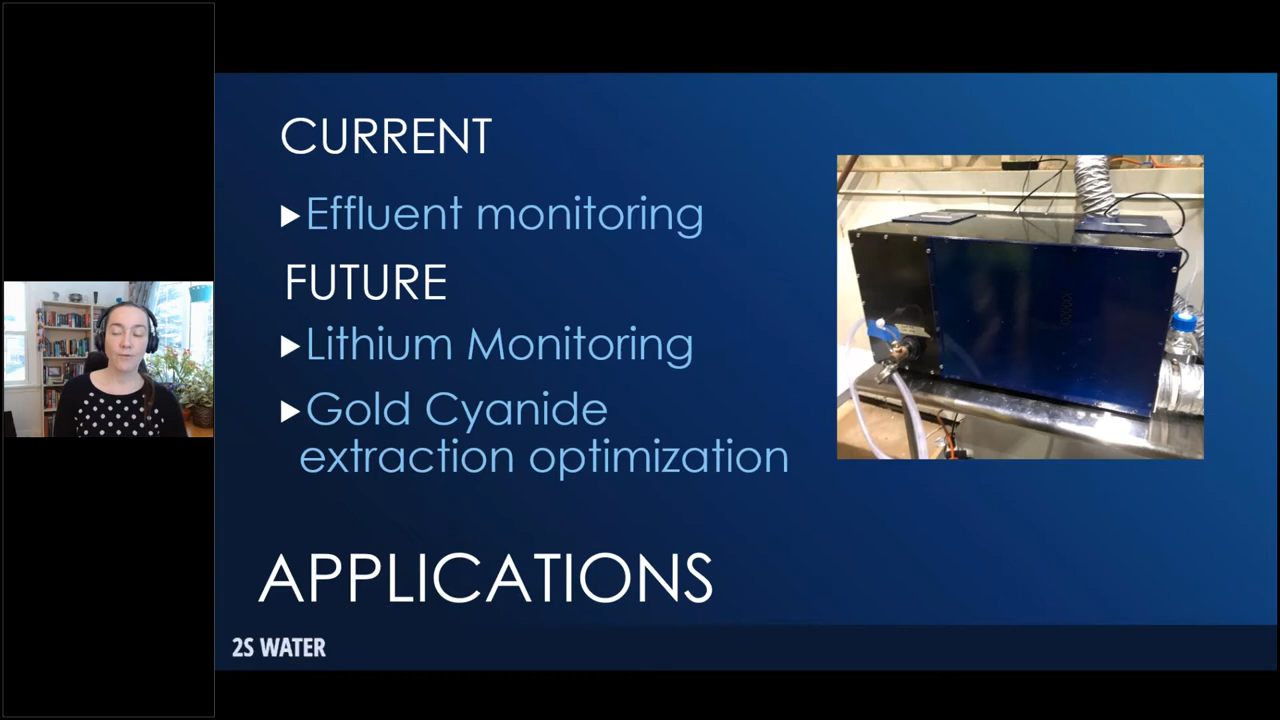 CURRENT
Effluent monitoring
FUTURE
Lithium Monitoring
Gold Cyanide
extraction optimization
APPLICATIONS
2S WATER